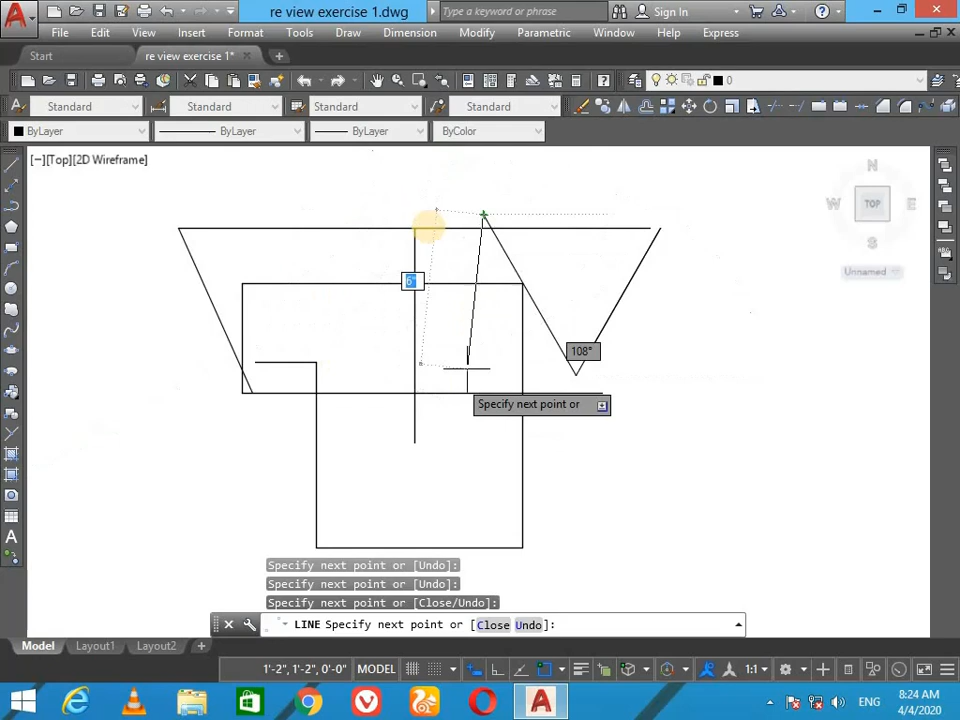 re view exercise 1.dwg
Type a keyword or phrase
Sign In
File Edit View Insert Format Tools Draw Dimension Modify Parametric Window Help Express
Start
re view exercise 1*
0
Standard Standard Standard Standard
ByLayer ByLayer ByLayer ByColor
[−][Top][2D Wireframe]
N
W TOP E
S
Unnamed
6"
108°
Specify next point or
Specify next point or [Undo]:
Specify next point or [Undo]:
Specify next point or [Close/Undo]:
LINE Specify next point or [Close Undo]:
Model Layout1 Layout2 +
1'-2", 1'-2", 0'-0" MODEL 1:1
ENG
8:24 AM
4/4/2020